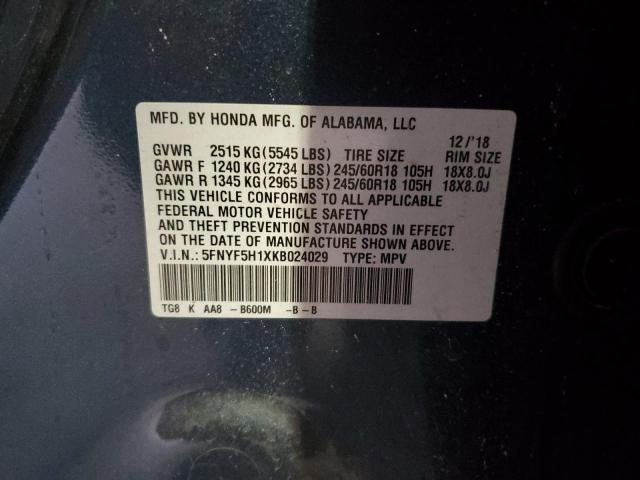 MFD. BY HONDA MFG. OF ALABAMA, LLC
12/'18
GVWR 2515 KG(5545 LBS) TIRE SIZE RIM SIZE
GAWR F 1240 KG(2734 LBS)245/60R18 105H 18X8.0J
GAWR R 1345 KG(2965 LBS)245/60R18 105H 18X8.0J
THIS VEHICLE CONFORMS TO ALL APPLICABLE
FEDERAL MOTOR VEHICLE SAFETY
AND THEFT PREVENTION STANDARDS IN EFFECT
ON THE DATE OF MANUFACTURE SHOWN ABOVE.
V.I.N.: 5FNYF5H1XKB024029 TYPE: MPV
TG8 K AA8 -B600M -B-B